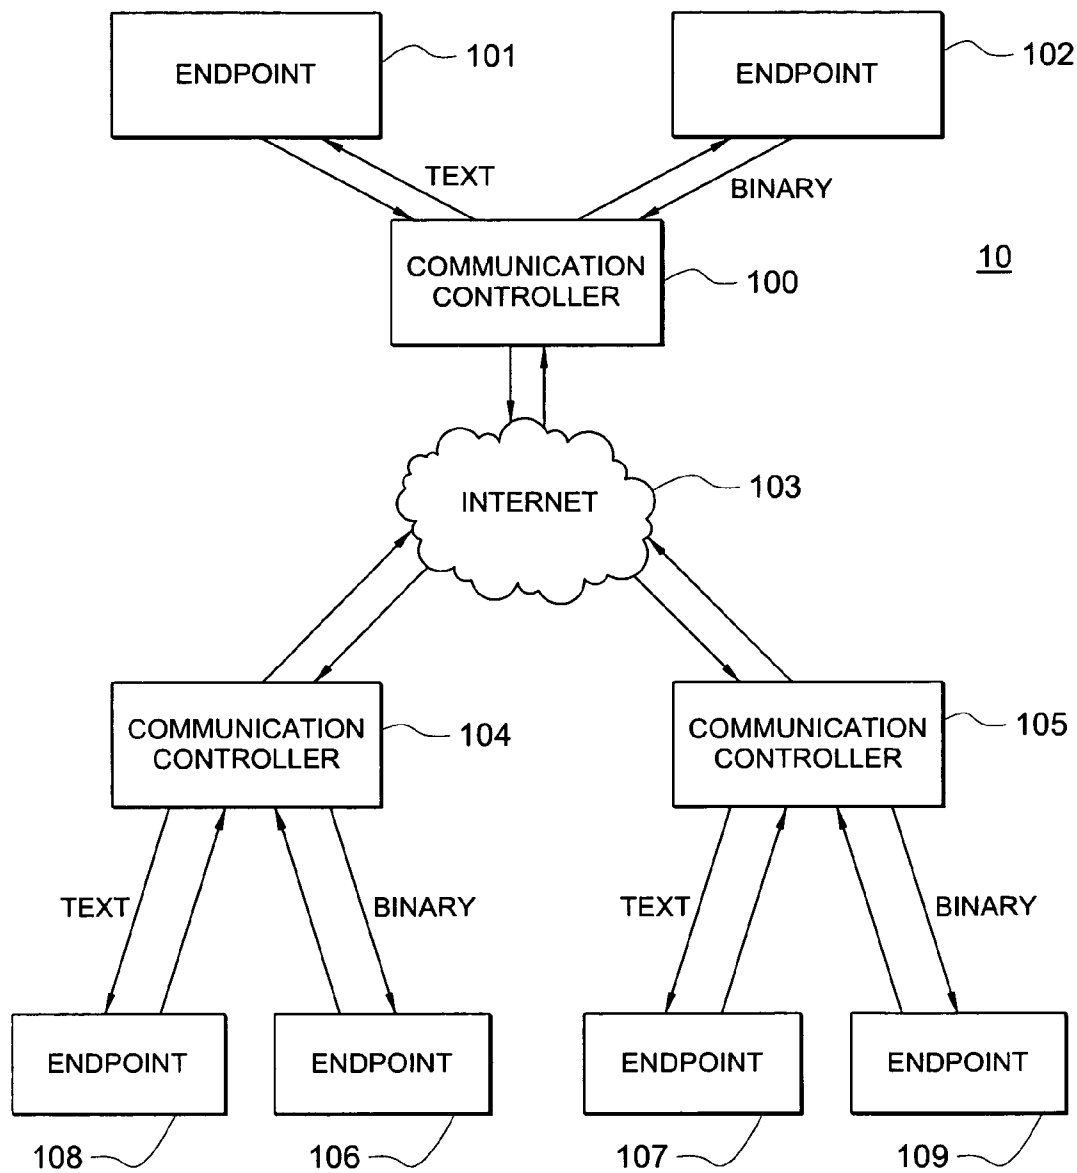 ENDPOINT
101
ENDPOINT
102
TEXT
BINARY
COMMUNICATION
CONTROLLER
100
10
INTERNET
103
COMMUNICATION
CONTROLLER
104
COMMUNICATION
CONTROLLER
105
TEXT
BINARY
TEXT
BINARY
ENDPOINT
ENDPOINT
ENDPOINT
ENDPOINT
108
106
107
109